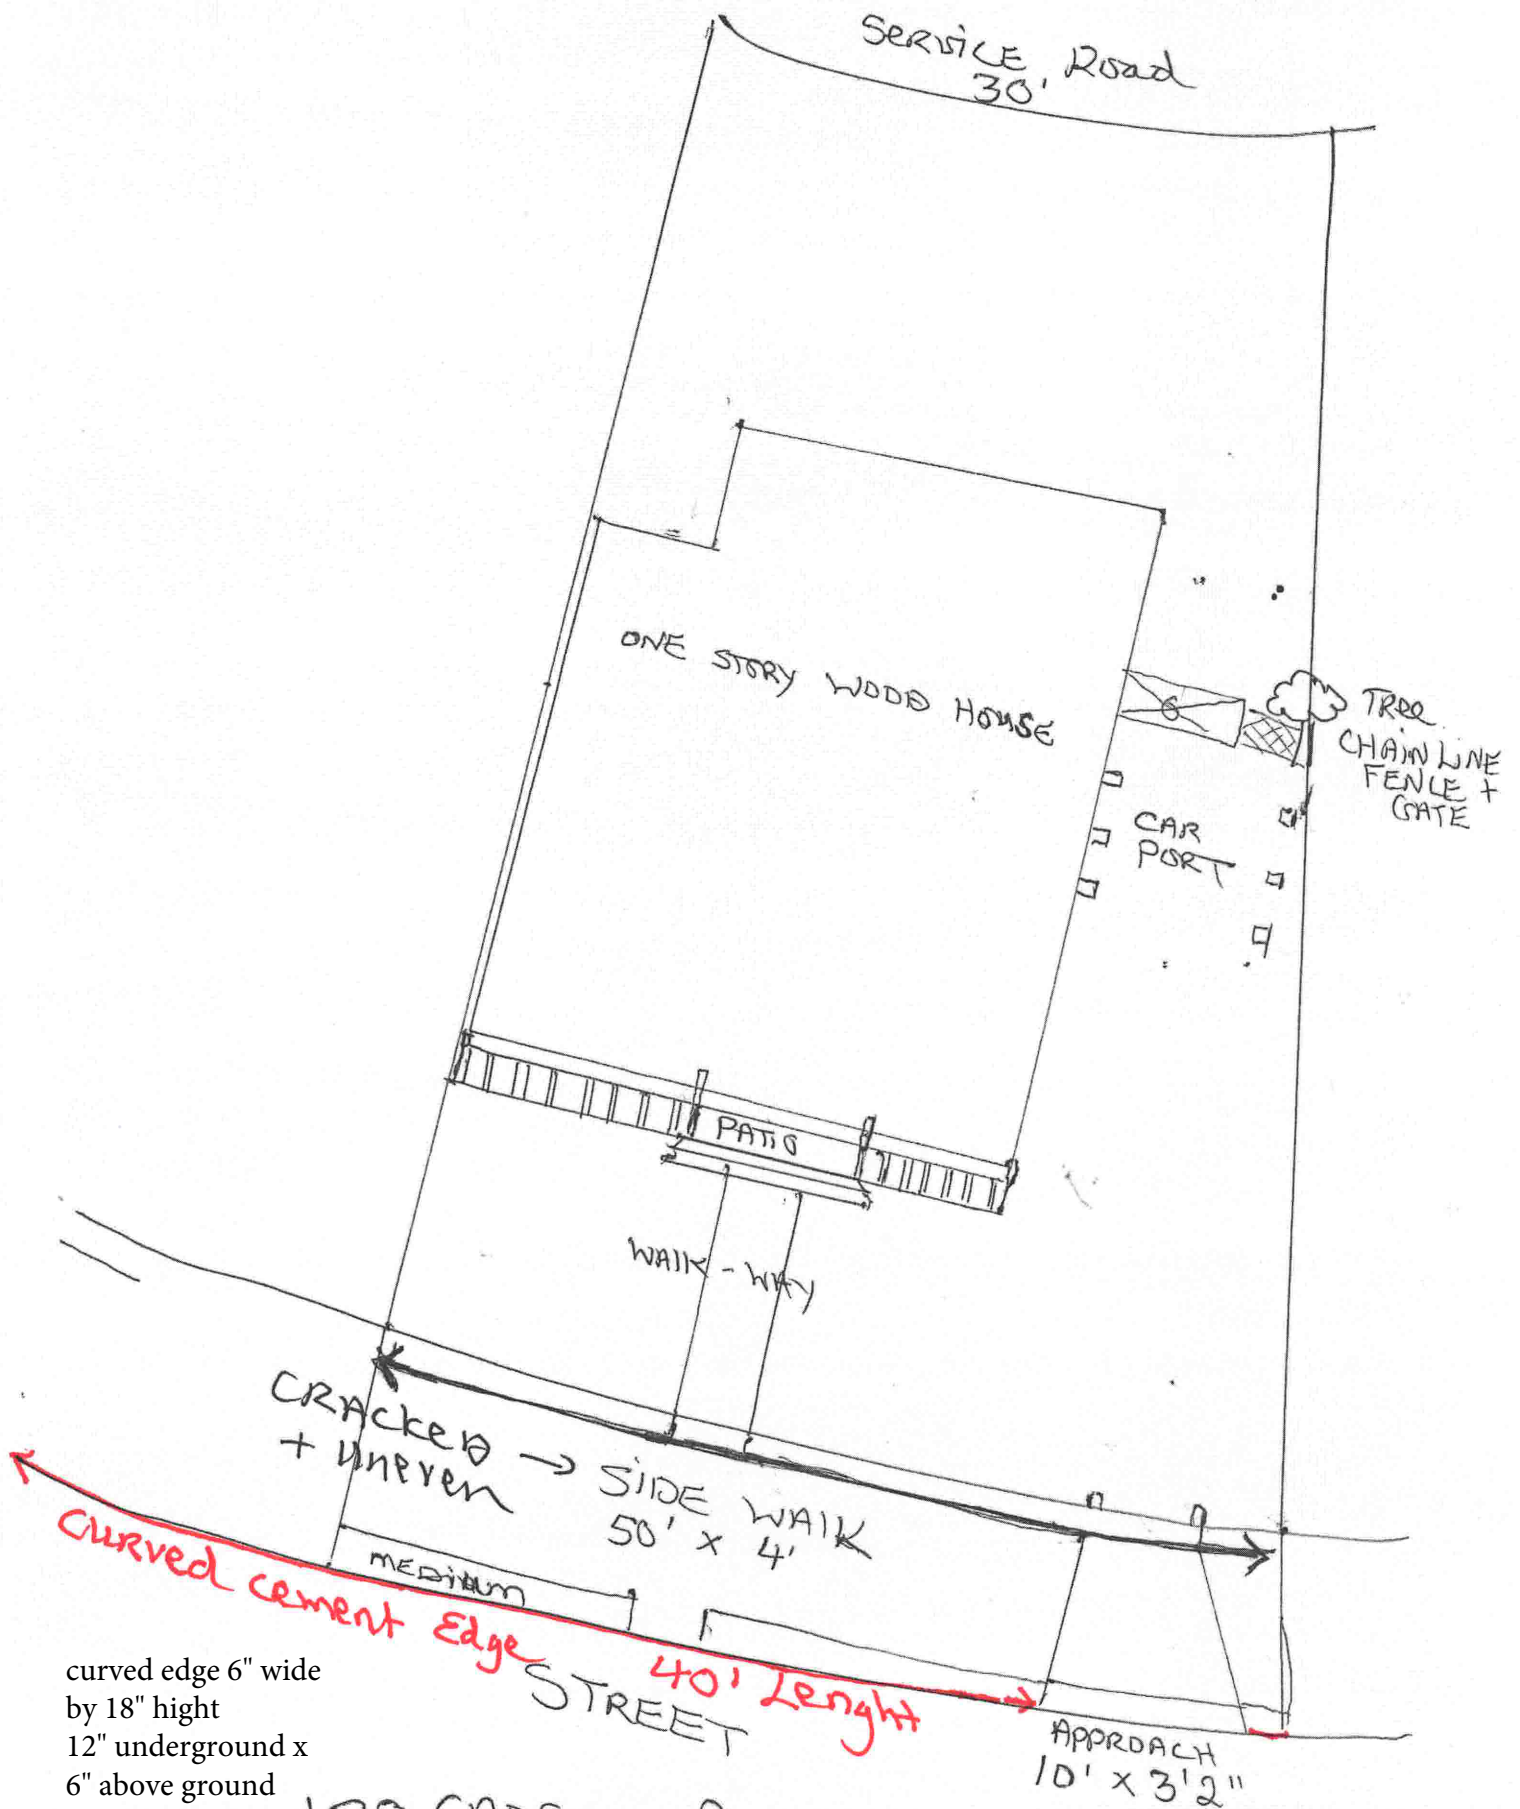 SERVICE Road
30'
ONE STORY WOOD HOUSE
6
TRee
CHAIN LINE
FENCE +
GATE
CAR
PORT
PATIO
WAlK-WAY
CRACKeD
+ uneven
→ SIDE WAlK
50' x 4'
MEDIUM
Curved cement Edge
40' Lenght
STREET
APPROACH
10' x 3'2"
curved edge 6" wide
by 18" hight
12" underground x
6" above ground